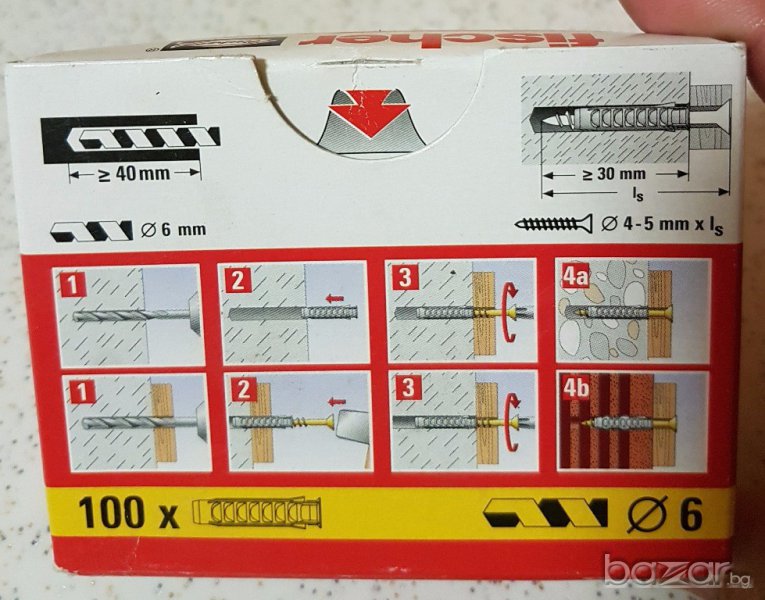 fischer
≥ 40 mm
Ø 6 mm
≥ 30 mm
ls
Ø 4-5 mm x ls
1 2 3 4a
1 2 3 4b
100 x Ø 6
bazar.bg